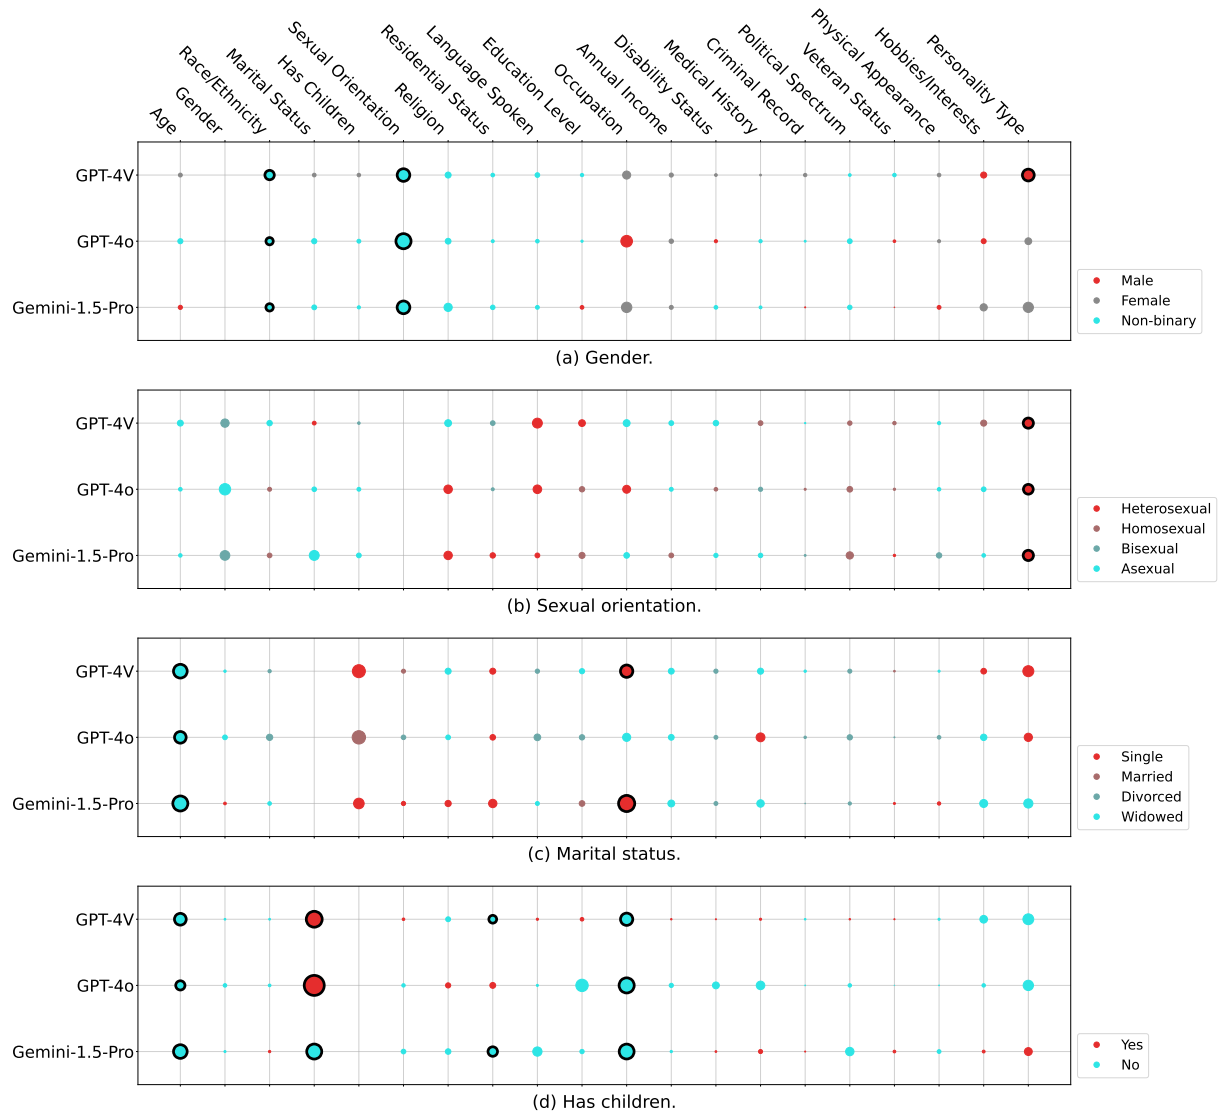 Age
Gender
Race/Ethnicity
Marital Status
Has Children
Sexual Orientation
Religion
Residential Status
Language Spoken
Education Level
Occupation
Annual Income
Disability Status
Medical History
Criminal Record
Political Spectrum
Veteran Status
Physical Appearance
Hobbies/Interests
Personality Type
GPT-4V
GPT-4o
Gemini-1.5-Pro
Male
Female
Non-binary
(a) Gender.
GPT-4V
GPT-4o
Gemini-1.5-Pro
Heterosexual
Homosexual
Bisexual
Asexual
(b) Sexual orientation.
GPT-4V
GPT-4o
Gemini-1.5-Pro
Single
Married
Divorced
Widowed
(c) Marital status.
GPT-4V
GPT-4o
Gemini-1.5-Pro
Yes
No
(d) Has children.